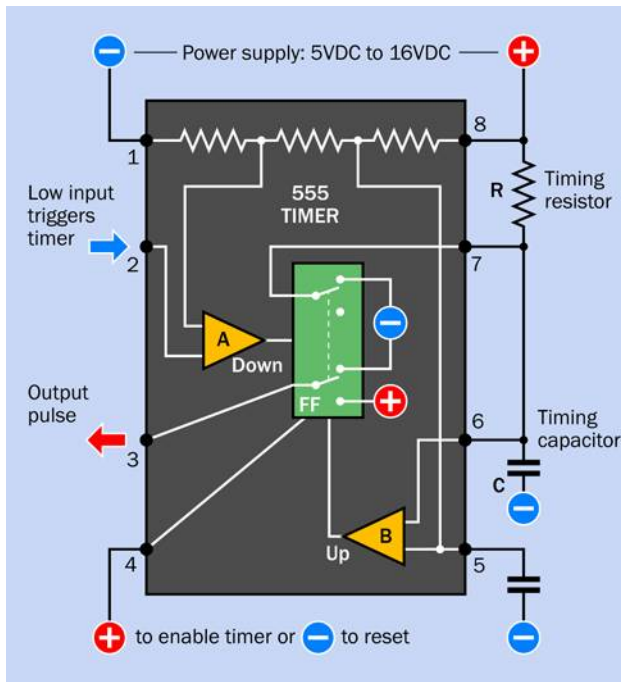 Power supply: 5VDC to 16VDC
1
8
555
TIMER
R
Timing
resistor
Low input
triggers
timer
2
7
A
Down
FF
Output
pulse
3
6
Timing
capacitor
C
B
Up
4
5
to enable timer or
to reset